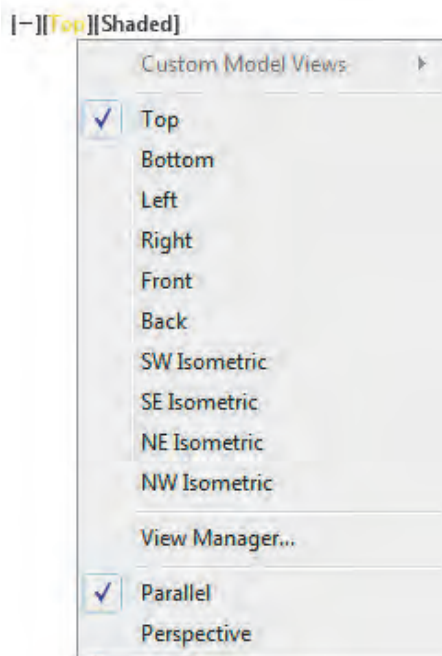 [−][Top][Shaded]
Custom Model Views
Top
Bottom
Left
Right
Front
Back
SW Isometric
SE Isometric
NE Isometric
NW Isometric
View Manager...
Parallel
Perspective